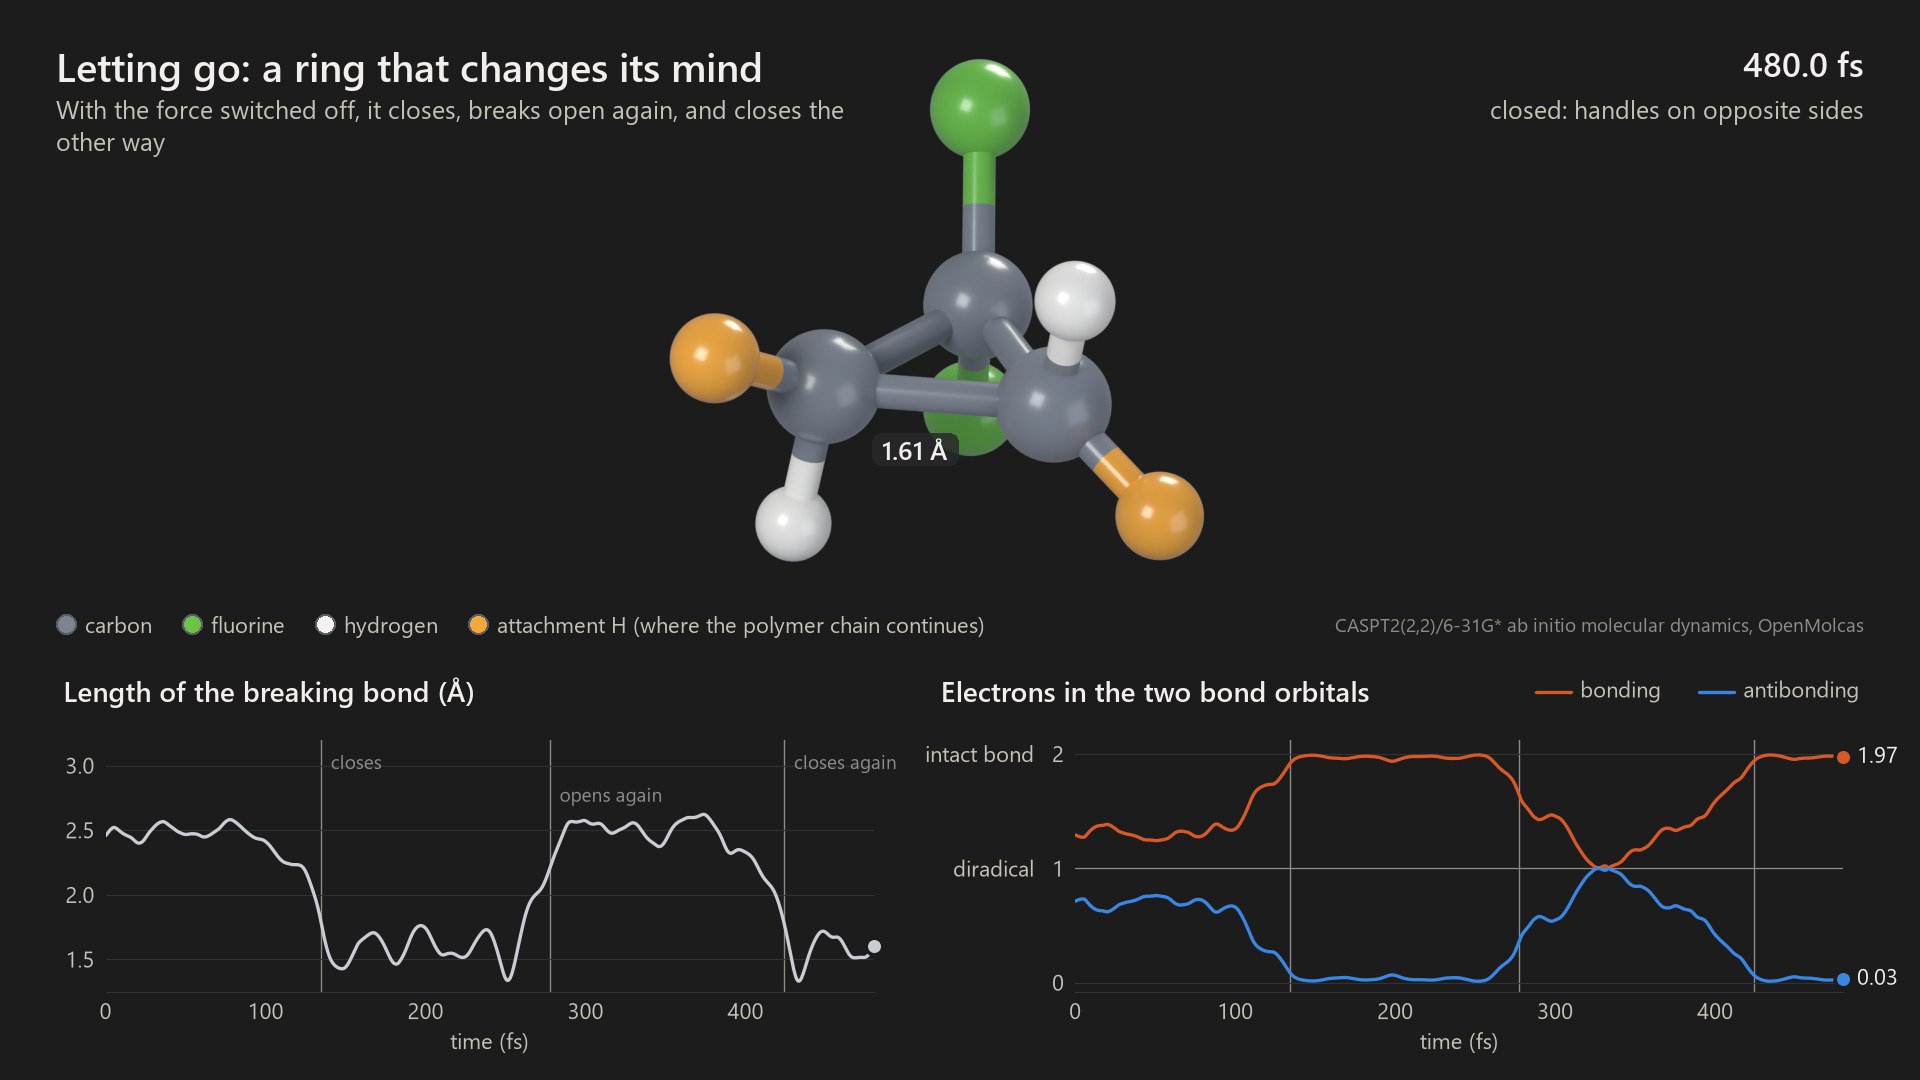 Letting go: a ring that changes its mind
With the force switched off, it closes, breaks open again, and closes the
other way
480.0 fs
closed: handles on opposite sides
1.61 Å
carbon
fluorine
hydrogen
attachment H (where the polymer chain continues)
CASPT2(2,2)/6-31G* ab initio molecular dynamics, OpenMolcas
Length of the breaking bond (Å)
3.0
2.5
2.0
1.5
closes
opens again
closes again
0 100 200 300 400
time (fs)
Electrons in the two bond orbitals
bonding
antibonding
intact bond 2
diradical 1
0
1.97
0.03
0 100 200 300 400
time (fs)